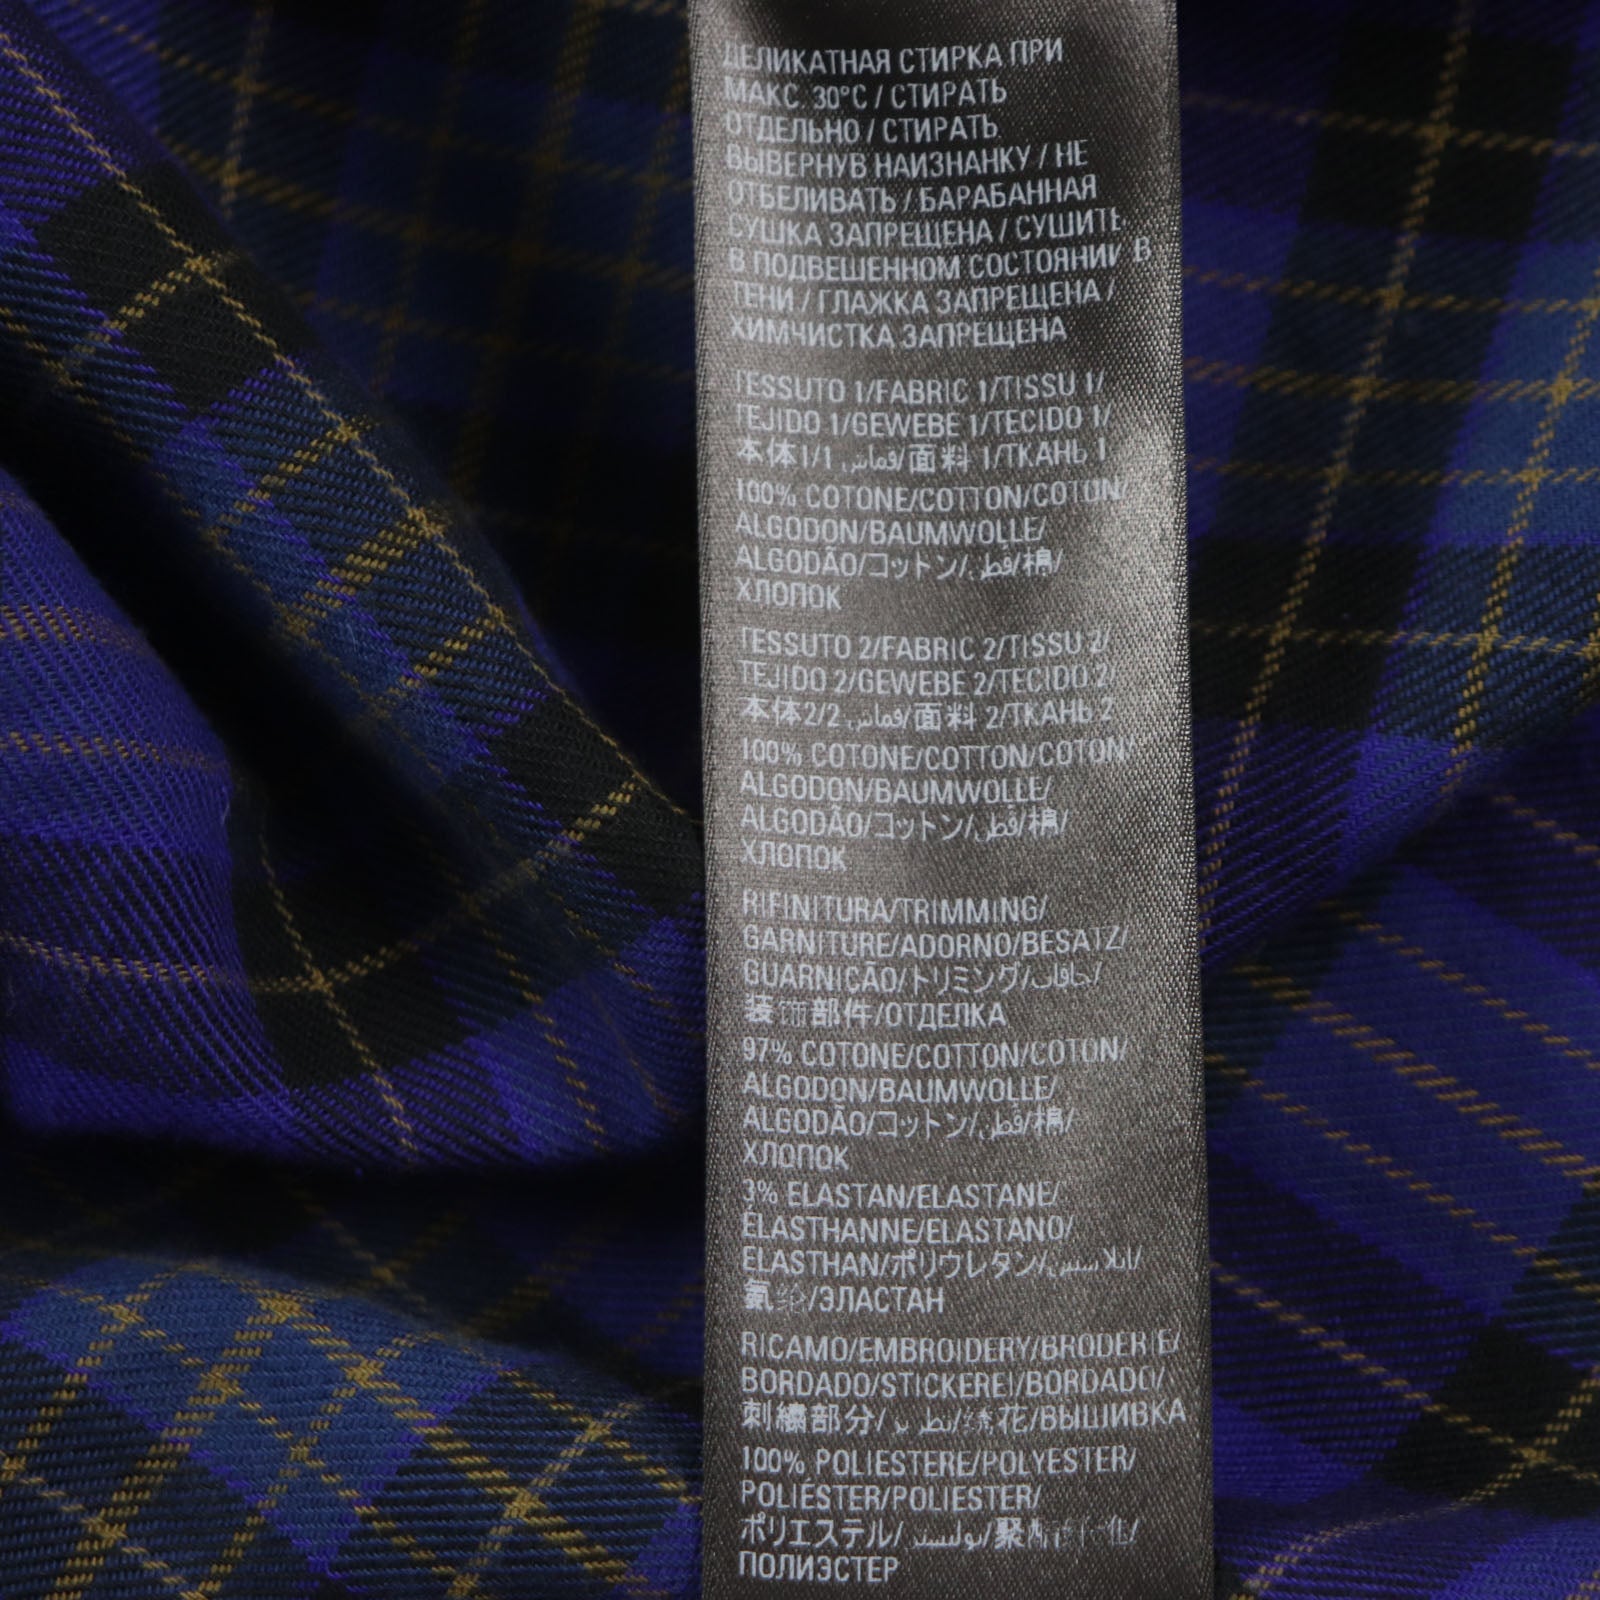 ДЕЛИКАТНАЯ СТИРКА ПРИ
МАКС. 30°C / СТИРАТЬ
ОТДЕЛЬНО / СТИРАТЬ
ВЫВЕРНУВ НАИЗНАНКУ / НЕ
ОТБЕЛИВАТЬ / БАРАБАННАЯ
СУШКА ЗАПРЕЩЕНА / СУШИТЬ
В ПОДВЕШЕННОМ СОСТОЯНИИ В
ТЕНИ / ГЛАЖКА ЗАПРЕЩЕНА /
ХИМЧИСТКА ЗАПРЕЩЕНА
TESSUTO 1/FABRIC 1/TISSU 1/
TEJIDO 1/GEWEBE 1/TECIDO 1/
本体1/1 قماش/面料 1/ТКАНЬ 1
100% COTONE/COTTON/COTON/
ALGODON/BAUMWOLLE/
ALGODÃO/コットン/قطن/棉/
ХЛОПОК
TESSUTO 2/FABRIC 2/TISSU 2/
TEJIDO 2/GEWEBE 2/TECIDO 2/
本体2/2 قماش/面料 2/ТКАНЬ 2
100% COTONE/COTTON/COTON/
ALGODON/BAUMWOLLE/
ALGODÃO/コットン/قطن/棉/
ХЛОПОК
RIFINITURA/TRIMMING/
GARNITURE/ADORNO/BESATZ/
GUARNIÇÃO/トリミング/حاوف/
装饰部件/ОТДЕЛКА
97% COTONE/COTTON/COTON/
ALGODON/BAUMWOLLE/
ALGODÃO/コットン/قطن/棉/
ХЛОПОК
3% ELASTAN/ELASTANE/
ÉLASTHANNE/ELASTANO/
ELASTHAN/ポリウレタン/ايلاستين/
氨纶/ЭЛАСТАН
RICAMO/EMBROIDERY/BRODERIE/
BORDADO/STICKEREI/BORDADO/
刺繍部分/تطريز/绣花/ВЫШИВКА
100% POLIESTERE/POLYESTER/
POLIÉSTER/POLIESTER/
ポリエステル/بوليستر/聚酯纤维/
ПОЛИЭСТЕР